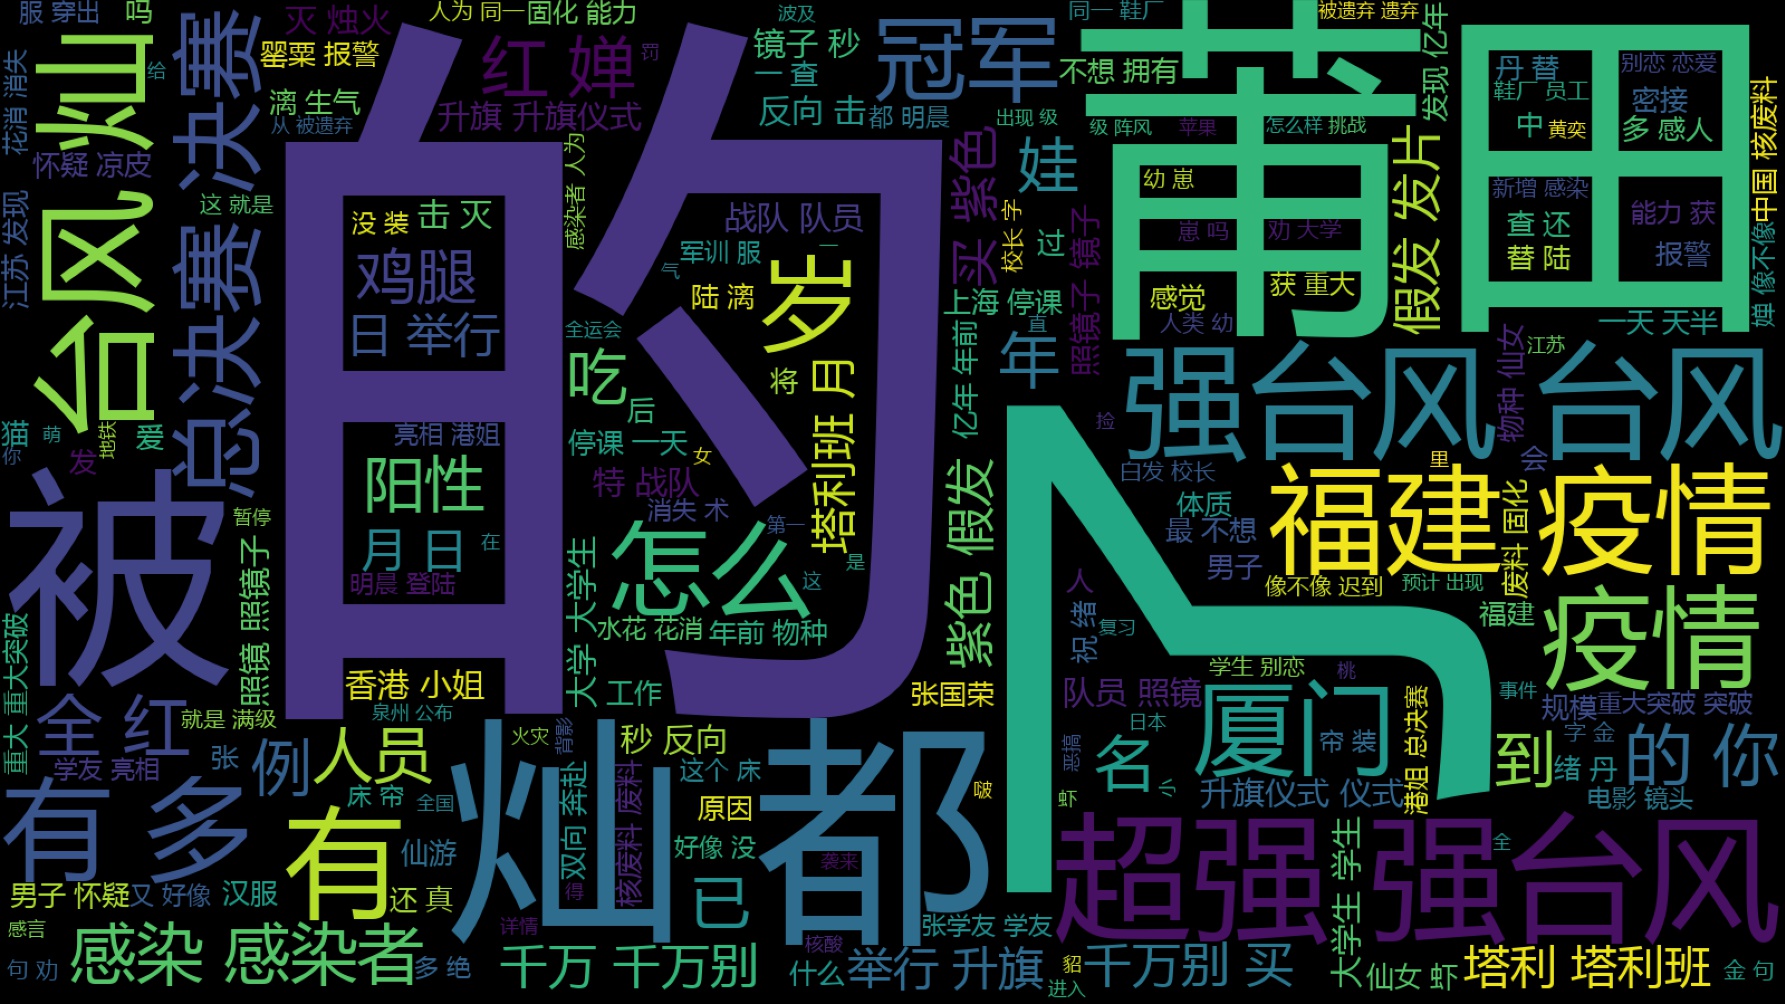 服 穿出
吗
灭 烛火
人为 同一
固化 能力
波及
同一 鞋厂
被遗弃 遗弃
亿年
发现
灿
台风
总决赛 决赛
罂粟 报警
红 婵
罚
镜子 秒
一 查
冠军
莆田
不想 拥有
丹 替
别恋 恋爱
鞋厂 员工
密接
中
黄奕
多 感人
中国 核废料
花消 消失
给
漓 生气
从 被遗弃
升旗 升旗仪式
反向 击
都 明晨
出现 级
级 阵风
苹果
怎么样 挑战
怀疑 凉皮
江苏 发现
这 就是
的
没 装
击 灭
鸡腿
日 举行
感染者 人为
战队 队员
军训 服
一
气
陆 漓
岁
买 紫色
娃
校长 字
过
照镜子 镜子
幼 崽
崽 吗
劝 大学
感觉
获 重大
人类 幼
假发 发片
新增 感染
查 还
替 陆
能力 获
报警
婵 像不像
一天 天半
上海 停课
直
全运会
吃
后
将
塔利班 月
年
亿年 年前
强台风 台风
物种 仙女
江苏
猫
你
萌
地铁
爱
发
亮相 港姐
阳性
月 日
在
明晨 登陆
停课 一天
女
特 战队
消失 术
第一
怎么
这
是
紫色 假发
厂
捡
白发 校长
里
会
体质
最 不想
男子
福建 疫情
废料 固化
像不像 迟到
预计 出现
被
暂停
照镜 照镜子
大学 大学生
水花 花消
年前 物种
人
祝 绪
复习
福建
疫情
重大 重大突破
香港 小姐
泉州 公布
工作
张国荣
学生 别恋
桃
队员 照镜
事件
规模
重大突破 突破
全 红
就是 满级
学友 亮相
张
例
人员
床 帘
全国
火灾
背影
秒 反向
这个 床
日本
厦门
帘 装
港姐 总决赛
到
字 金
绪 丹
的 你
电影 镜头
有 多
有
仙游
灿
双向 奔赴
核废料 废料
原因
好像 没
都
啵
恶搞
名
小
虾
升旗仪式 仪式
男子 怀疑
又 好像
汉服
还 真
得
袭来
已
超强 强台风
全
大学生 学生
感言
感染 感染者
详情
张学友 学友
句 劝
多 绝
千万 千万别
核酸
什么
举行 升旗
貂
进入
千万别 买
仙女 虾
塔利 塔利班
金 句